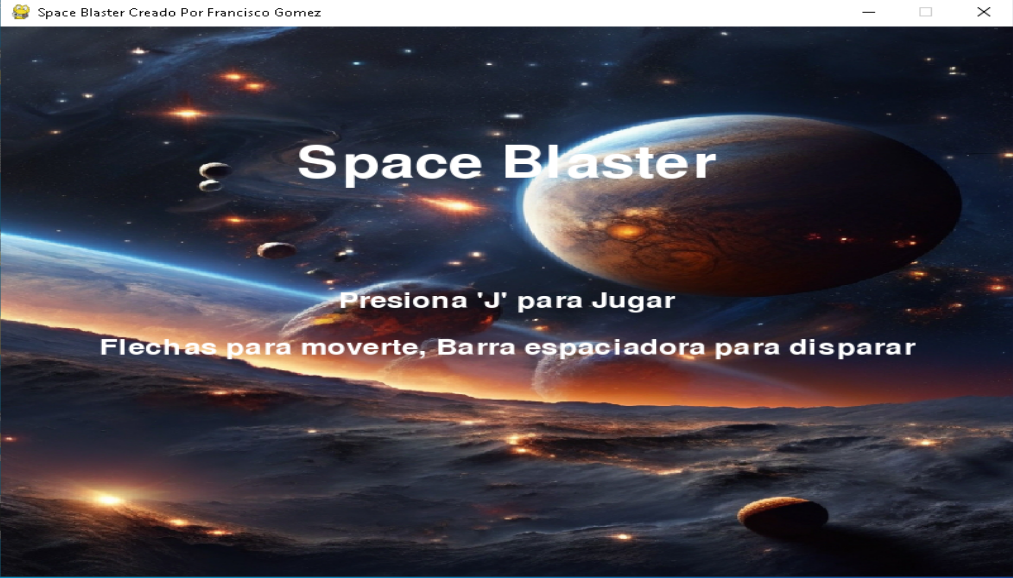 Space Blaster Creado Por Francisco Gomez
Space Blaster
Presiona 'J' para Jugar
Flechas para moverte, Barra espaciadora para disparar